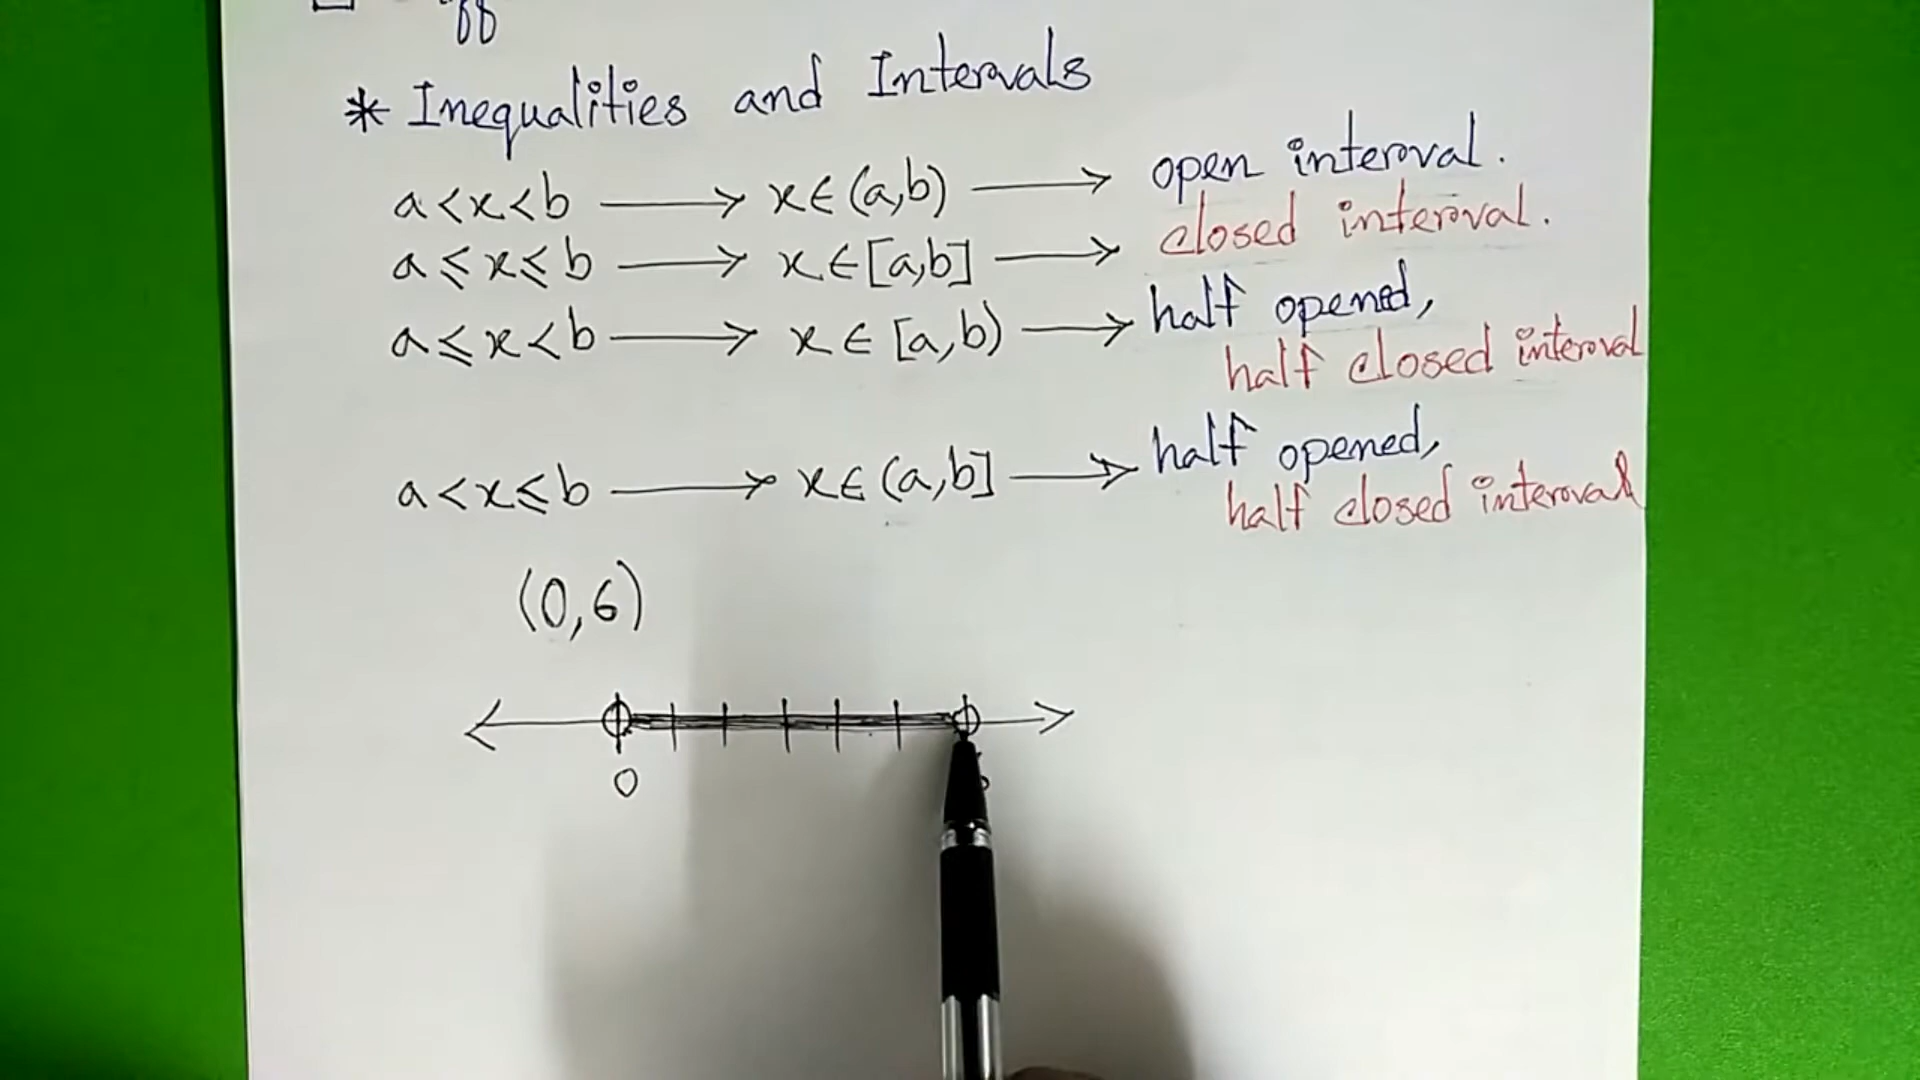 * Inequalities and Intervals
a<x<b ⟶ x∈(a,b) ⟶ open interval.
a⩽x⩽b ⟶ x∈[a,b] ⟶ closed interval.
a⩽x<b ⟶ x∈[a,b) ⟶ half opened,
half closed interval
a<x⩽b ⟶ x∈(a,b] ⟶ half opened,
half closed interval
(0,6)
0